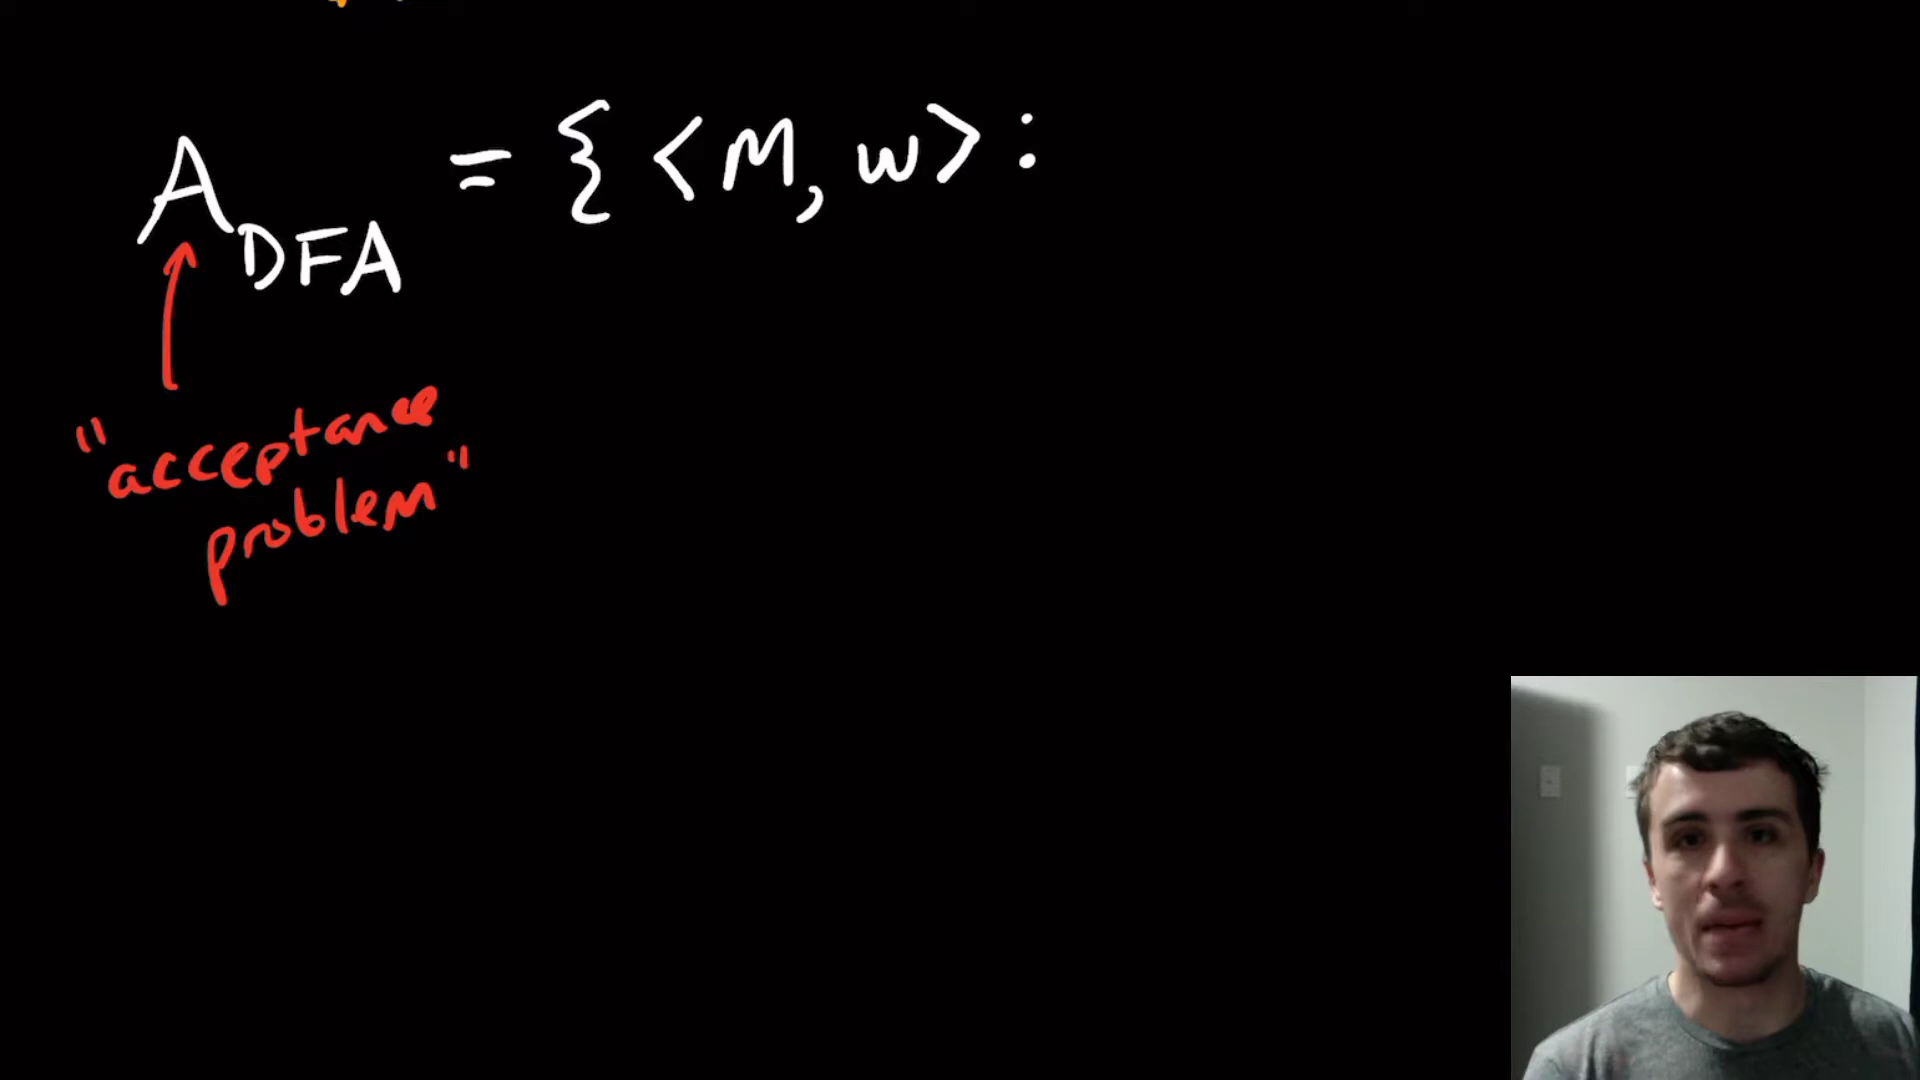 A_DFA = { <M, w> :
"acceptance
problem"